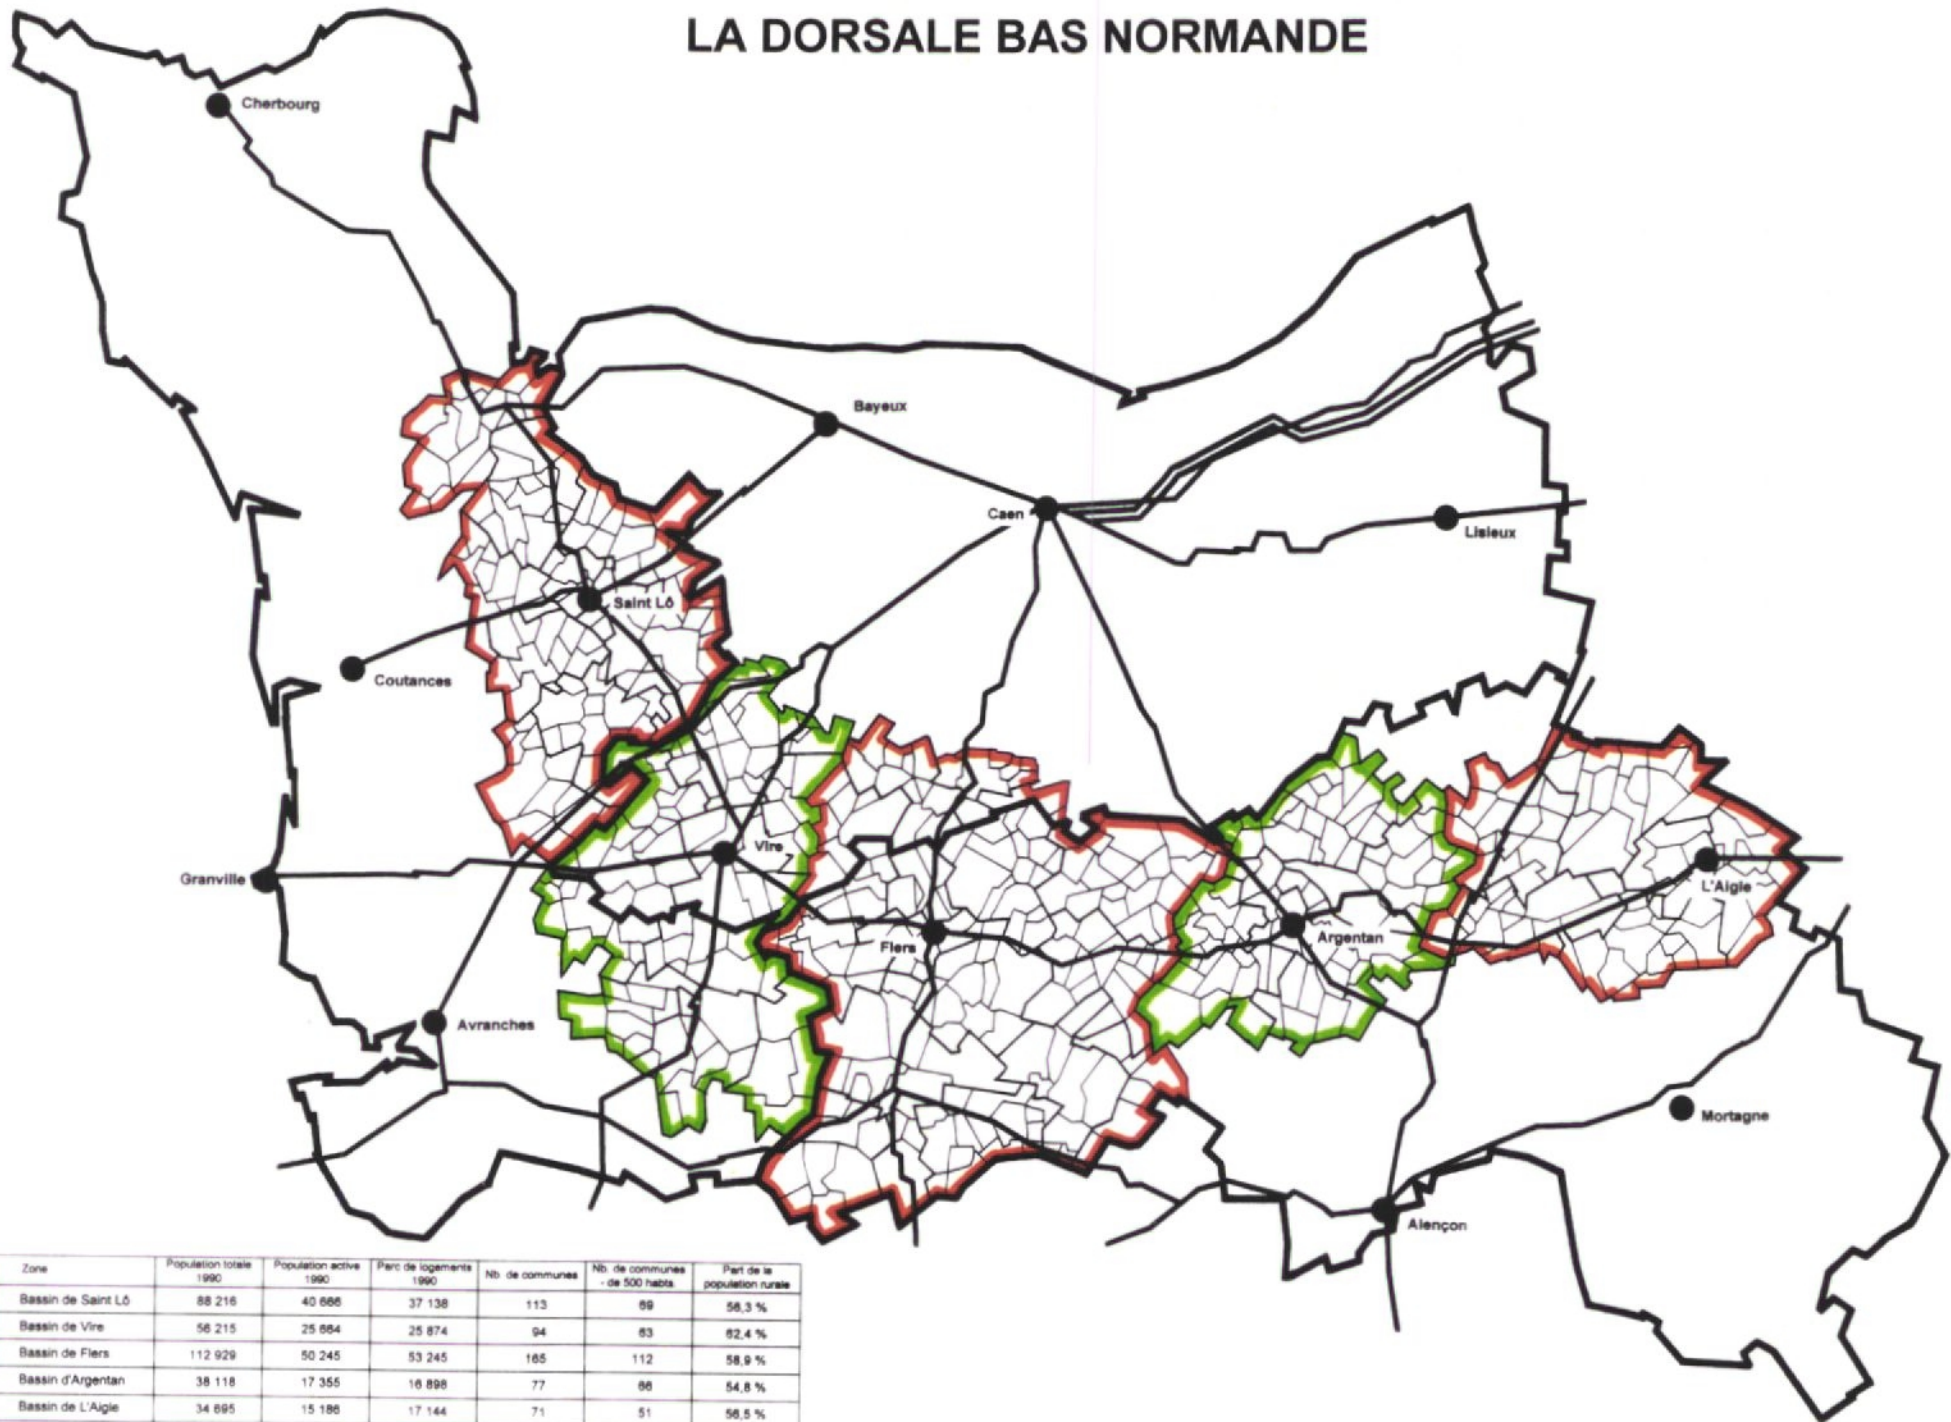 LA DORSALE BAS NORMANDE
Cherbourg
Bayeux
Caen
Lisieux
Saint Lô
Coutances
Vire
Granville
L'Aigle
Flers
Argentan
Avranches
Mortagne
Alençon
Zone Population totale 1990 Population active 1990 Parc de logements 1990 Nb. de communes Nb. de communes - de 500 habts. Part de la population rurale
Bassin de Saint Lô 88 216 40 666 37 138 113 69 56,3 %
Bassin de Vire 56 215 25 664 25 874 94 63 62,4 %
Bassin de Flers 112 929 50 245 53 245 165 112 58,9 %
Bassin d'Argentan 38 118 17 355 16 898 77 66 54,8 %
Bassin de L'Aigle 34 695 15 186 17 144 71 51 56,5 %